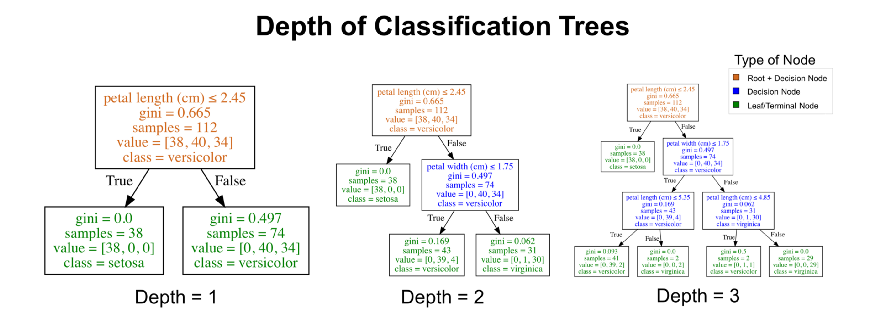 Depth of Classification Trees
Type of Node
Root + Decision Node
Decision Node
Leaf/Terminal Node
petal length (cm) ≤ 2.45
gini = 0.665
samples = 112
value = [38, 40, 34]
class = versicolor
True
False
gini = 0.0
samples = 38
value = [38, 0, 0]
class = setosa
gini = 0.497
samples = 74
value = [0, 40, 34]
class = versicolor
Depth = 1
petal length (cm) ≤ 2.45
gini = 0.665
samples = 112
value = [38, 40, 34]
class = versicolor
True
False
gini = 0.0
samples = 38
value = [38, 0, 0]
class = setosa
petal width (cm) ≤ 1.75
gini = 0.497
samples = 74
value = [0, 40, 34]
class = versicolor
True
False
gini = 0.169
samples = 43
value = [0, 39, 4]
class = versicolor
gini = 0.062
samples = 31
value = [0, 1, 30]
class = virginica
Depth = 2
petal length (cm) ≤ 2.45
gini = 0.665
samples = 112
value = [38, 40, 34]
class = versicolor
True
False
gini = 0.0
samples = 38
value = [38, 0, 0]
class = setosa
petal width (cm) ≤ 1.75
gini = 0.497
samples = 74
value = [0, 40, 34]
class = versicolor
True
False
petal length (cm) ≤ 5.35
gini = 0.169
samples = 43
value = [0, 39, 4]
class = versicolor
petal length (cm) ≤ 4.85
gini = 0.062
samples = 31
value = [0, 1, 30]
class = virginica
True
False
True
False
gini = 0.093
samples = 41
value = [0, 39, 2]
class = versicolor
gini = 0.0
samples = 2
value = [0, 0, 2]
class = virginica
gini = 0.5
samples = 2
value = [0, 1, 1]
class = versicolor
gini = 0.0
samples = 29
value = [0, 0, 29]
class = virginica
Depth = 3